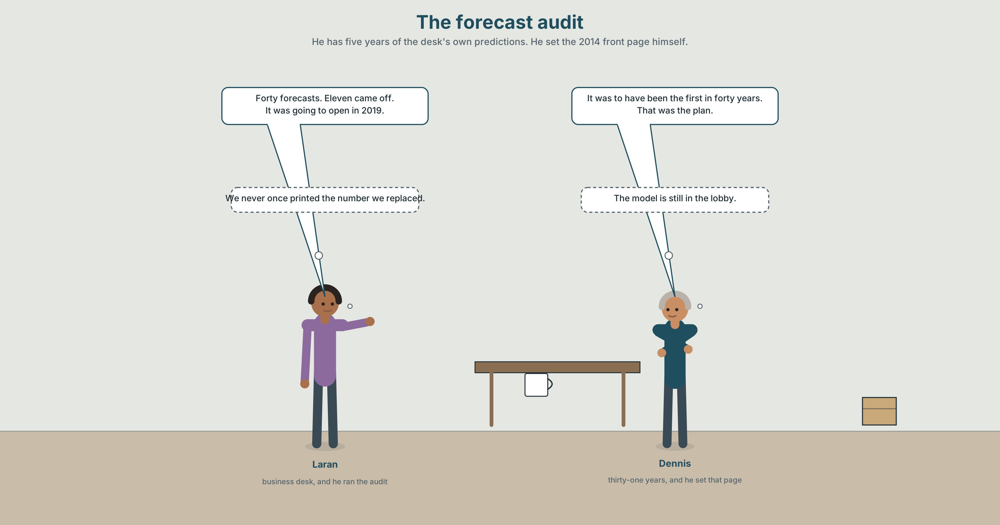 The forecast audit
He has five years of the desk's own predictions. He set the 2014 front page himself.
Forty forecasts. Eleven came off.
It was going to open in 2019.
It was to have been the first in forty years.
That was the plan.
We never once printed the number we replaced.
The model is still in the lobby.
Laran
business desk, and he ran the audit
Dennis
thirty-one years, and he set that page